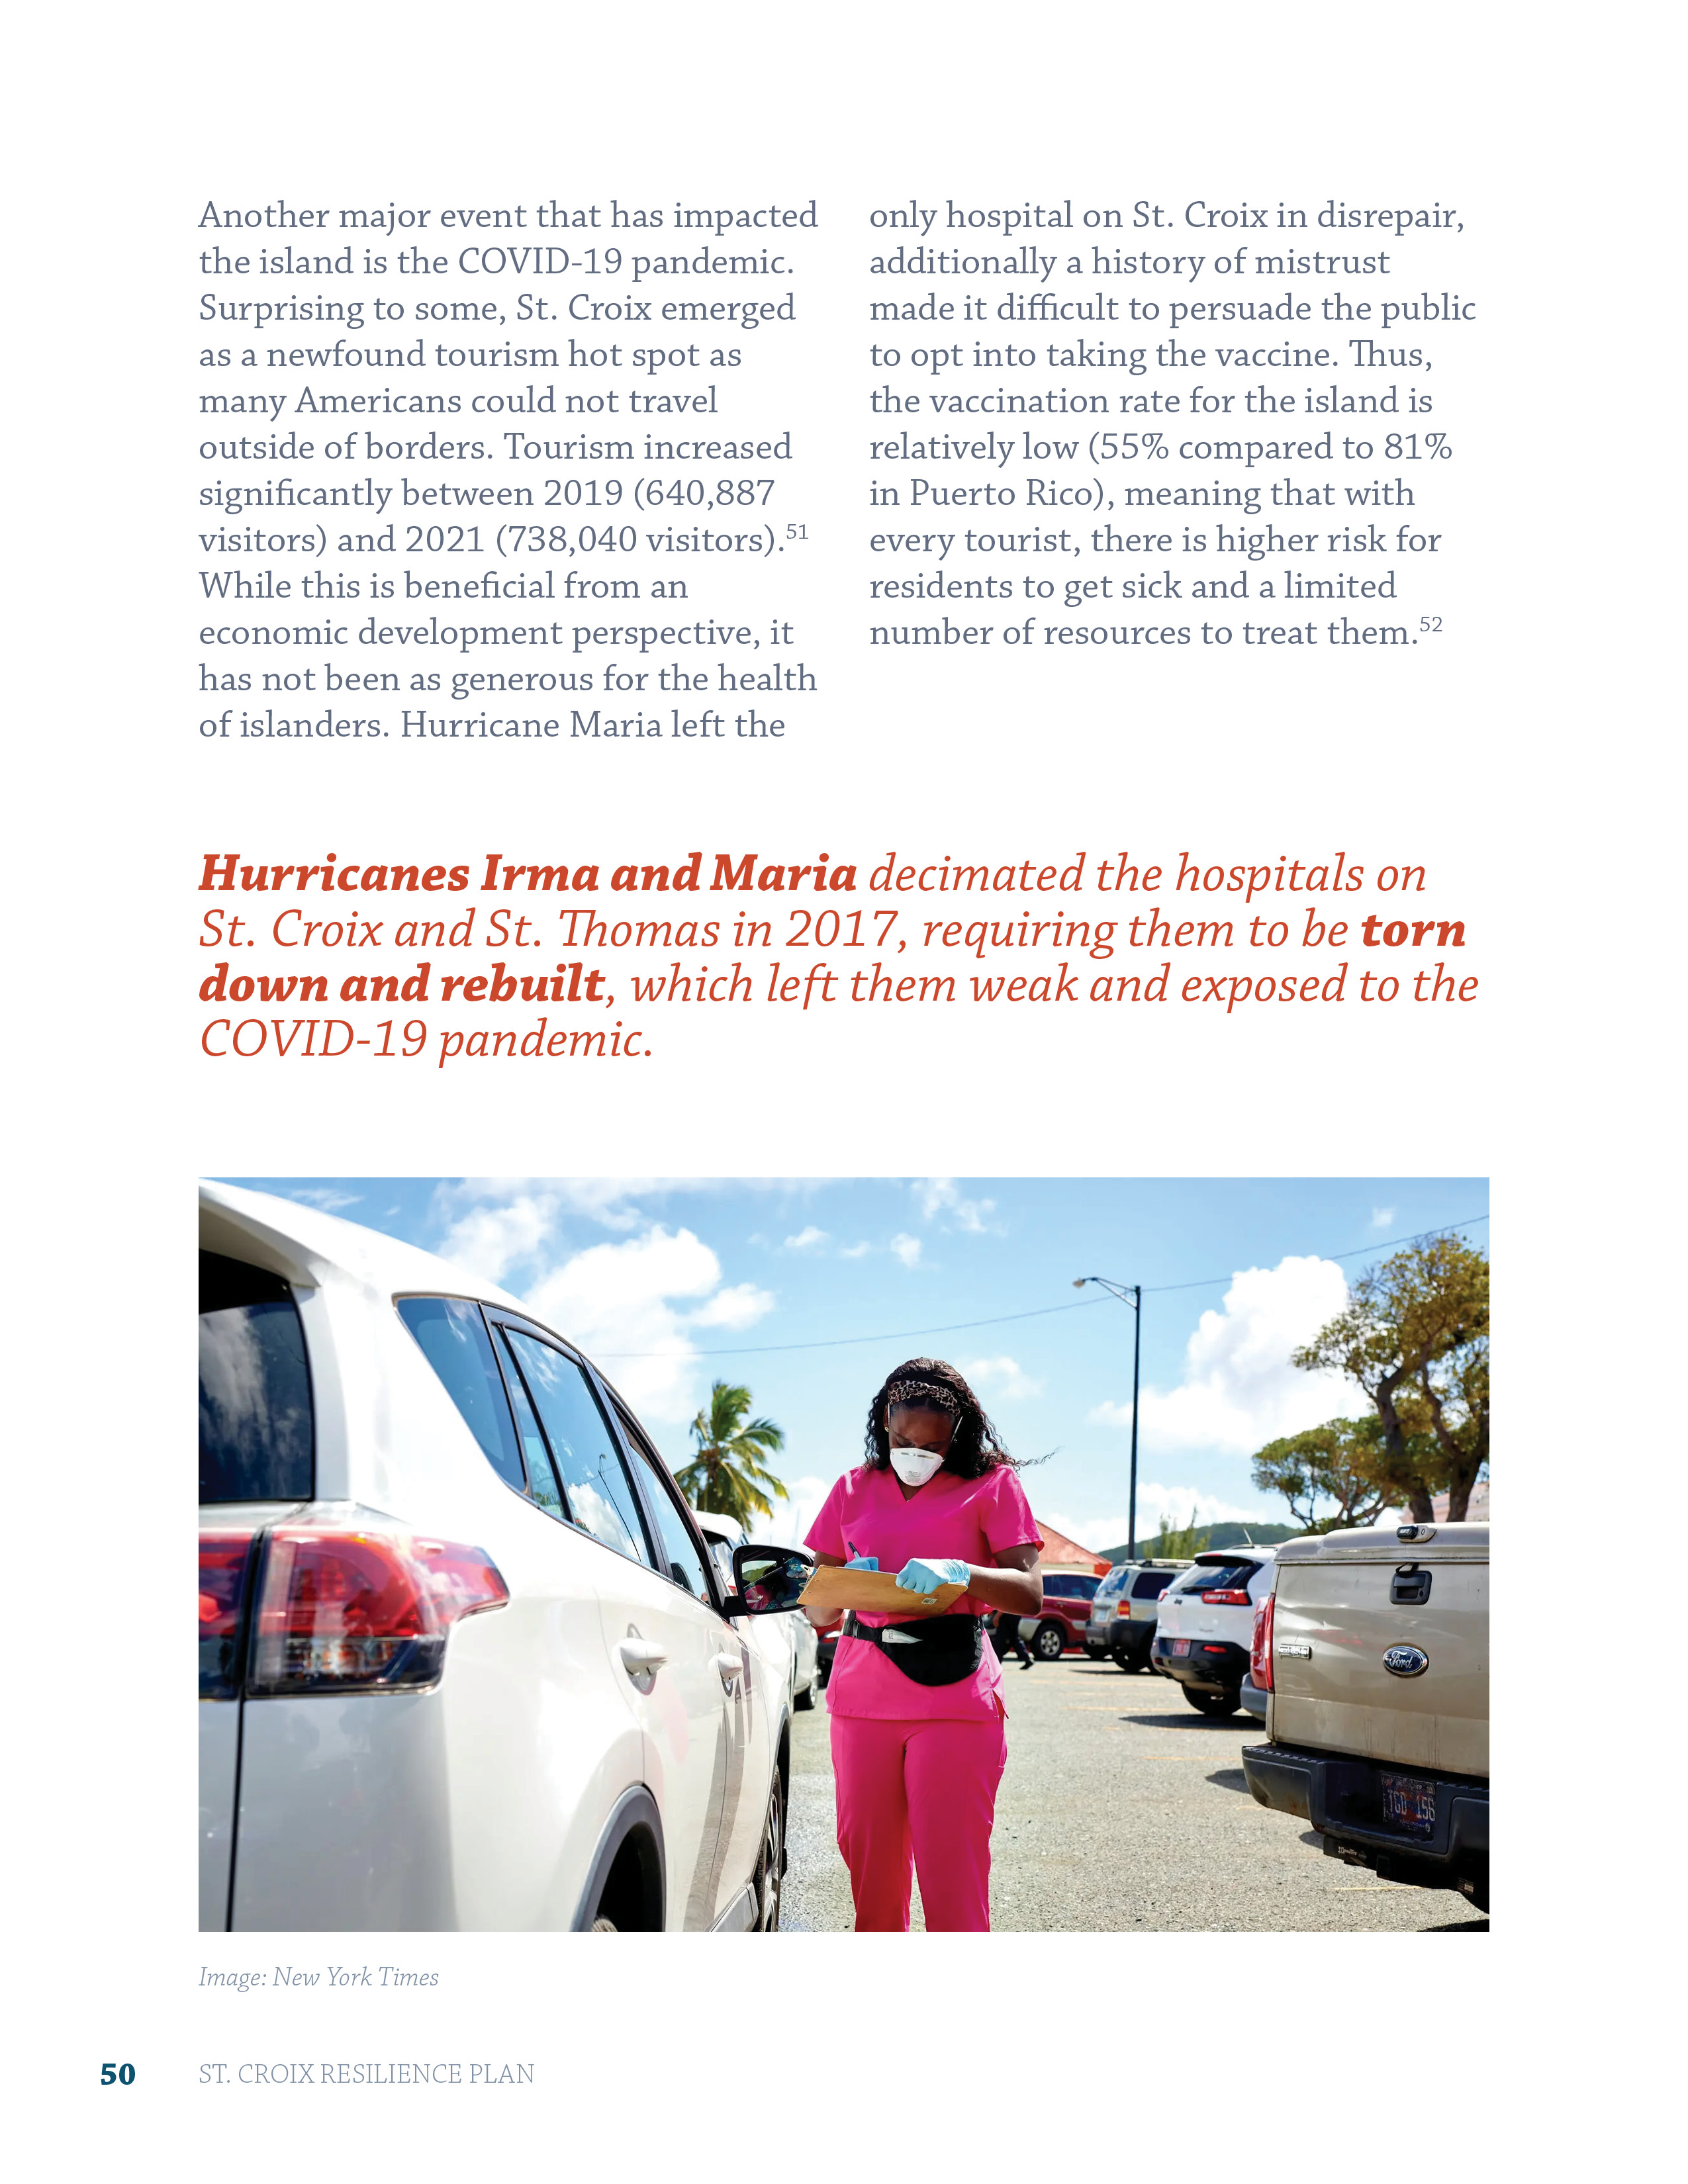 Another major event that has impacted
the island is the COVID-19 pandemic.
Surprising to some, St. Croix emerged
as a newfound tourism hot spot as
many Americans could not travel
outside of borders. Tourism increased
significantly between 2019 (640,887
visitors) and 2021 (738,040 visitors).51
While this is beneficial from an
economic development perspective, it
has not been as generous for the health
of islanders. Hurricane Maria left the
only hospital on St. Croix in disrepair,
additionally a history of mistrust
made it difficult to persuade the public
to opt into taking the vaccine. Thus,
the vaccination rate for the island is
relatively low (55% compared to 81%
in Puerto Rico), meaning that with
every tourist, there is higher risk for
residents to get sick and a limited
number of resources to treat them.52
Hurricanes Irma and Maria decimated the hospitals on
St. Croix and St. Thomas in 2017, requiring them to be torn
down and rebuilt, which left them weak and exposed to the
COVID-19 pandemic.
Ford
Image: New York Times
50 ST. CROIX RESILIENCE PLAN